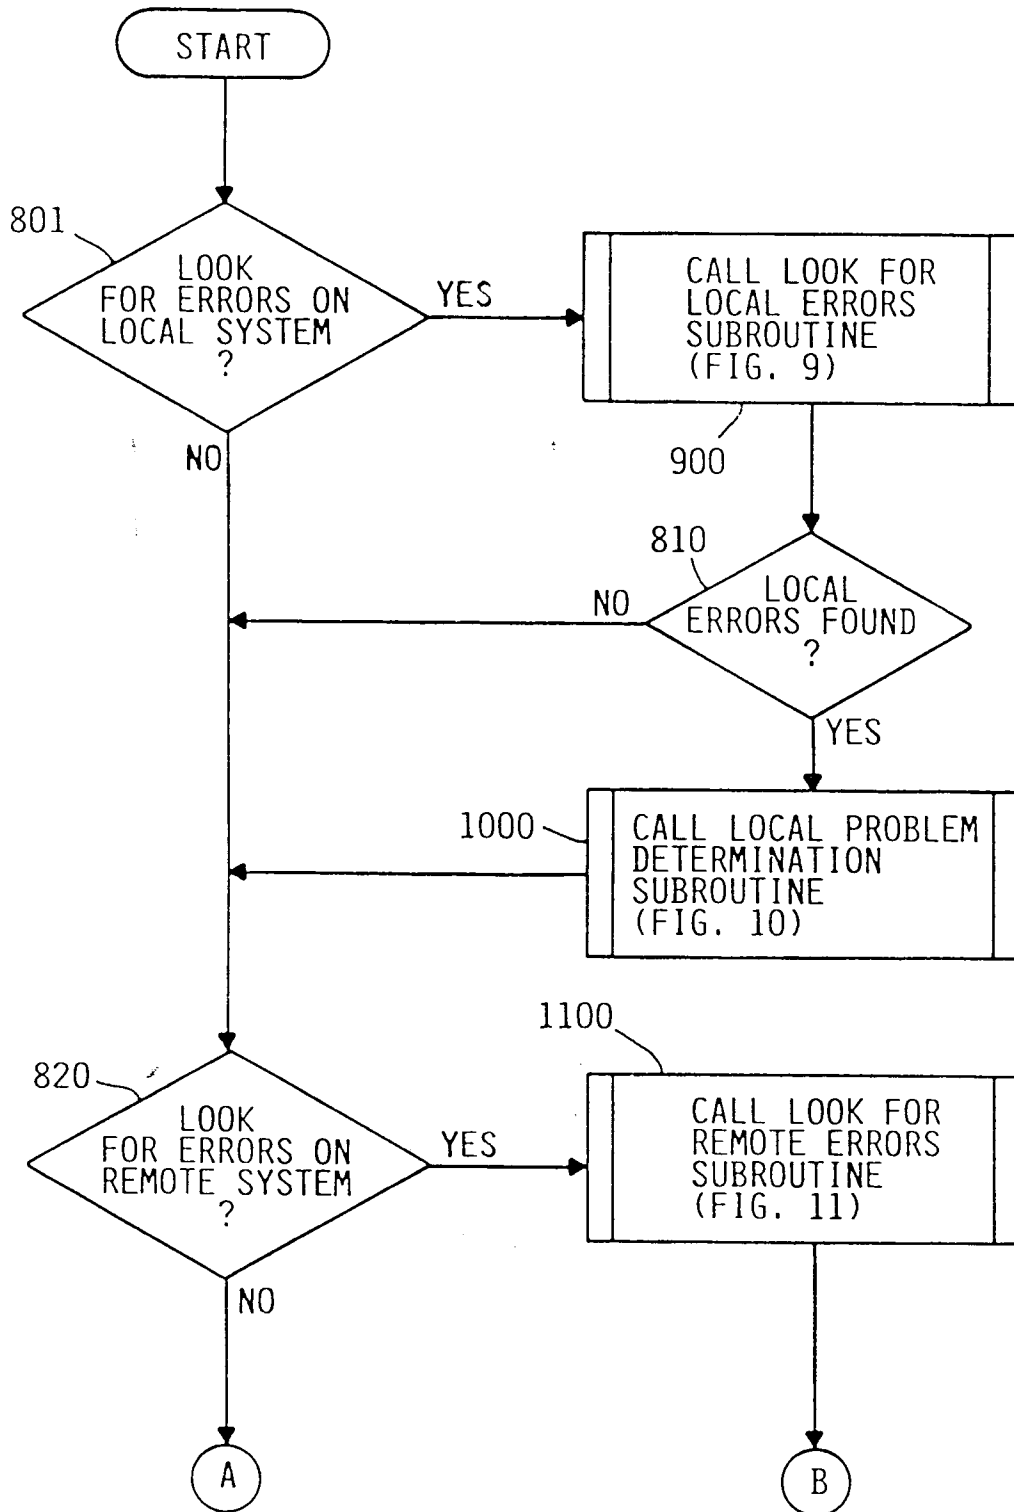 START
801
LOOK
FOR ERRORS ON
LOCAL SYSTEM
?
YES
CALL LOOK FOR
LOCAL ERRORS
SUBROUTINE
(FIG. 9)
900
NO
810
LOCAL
ERRORS FOUND
?
NO
YES
1000
CALL LOCAL PROBLEM
DETERMINATION
SUBROUTINE
(FIG. 10)
820
LOOK
FOR ERRORS ON
REMOTE SYSTEM
?
YES
1100
CALL LOOK FOR
REMOTE ERRORS
SUBROUTINE
(FIG. 11)
NO
A
B